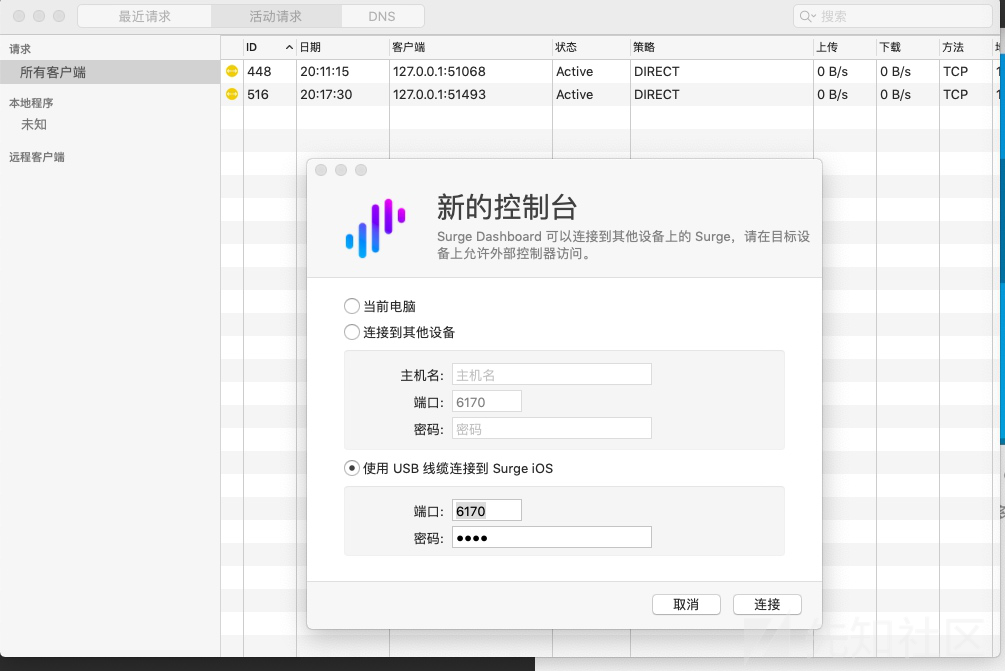 最近请求 活动请求 DNS 搜索
请求
所有客户端
本地程序
未知
远程客户端
ID 日期 客户端 状态 策略 上传 下载 方法
448 20:11:15 127.0.0.1:51068 Active DIRECT 0 B/s 0 B/s TCP
516 20:17:30 127.0.0.1:51493 Active DIRECT 0 B/s 0 B/s TCP
新的控制台
Surge Dashboard 可以连接到其他设备上的 Surge，请在目标设
备上允许外部控制器访问。
当前电脑
连接到其他设备
主机名: 主机名
端口: 6170
密码: 密码
使用 USB 线缆连接到 Surge iOS
端口: 6170
密码: ••••
取消 连接
先知社区